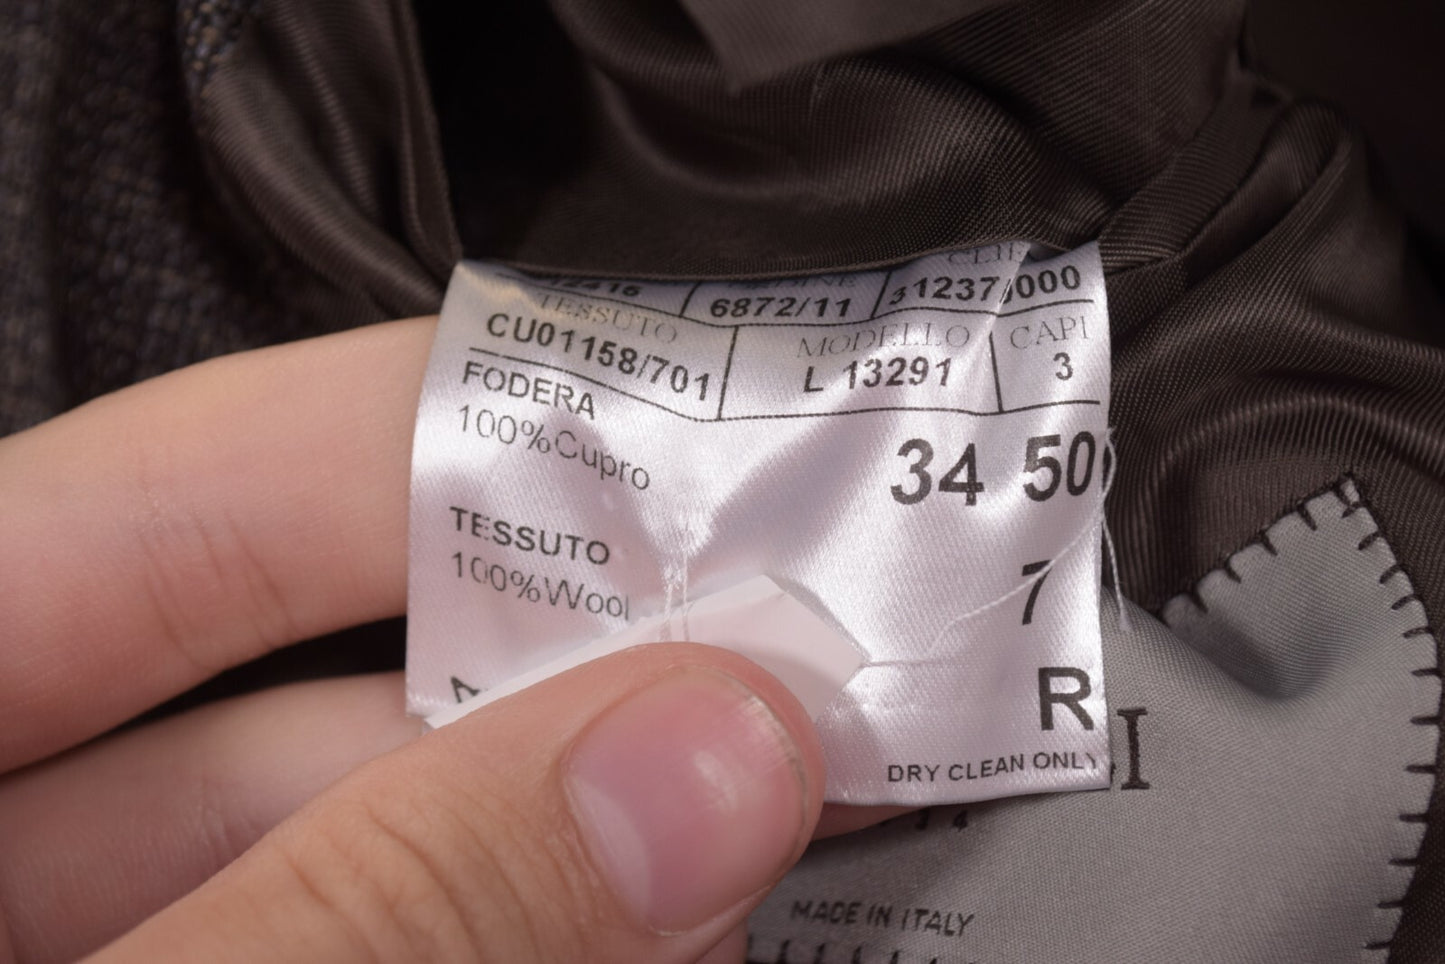 6872/11
TESSUTO
CU01158/701
MODELLO
L 13291
CAPI
3
FODERA
100%Cupro
34 50
TESSUTO
100%Wool
7
R
DRY CLEAN ONLY
I
MADE IN ITALY